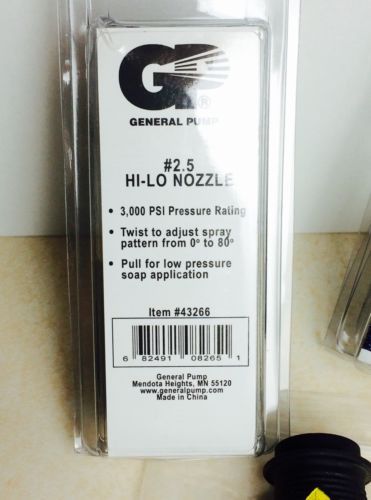 GP®
GENERAL PUMP
#2.5
HI-LO NOZZLE
• 3,000 PSI Pressure Rating
• Twist to adjust spray
pattern from 0º to 80º
• Pull for low pressure
soap application
Item #43266
6 82491 08265 1
General Pump
Mendota Heights, MN 55120
www.generalpump.com
Made in China